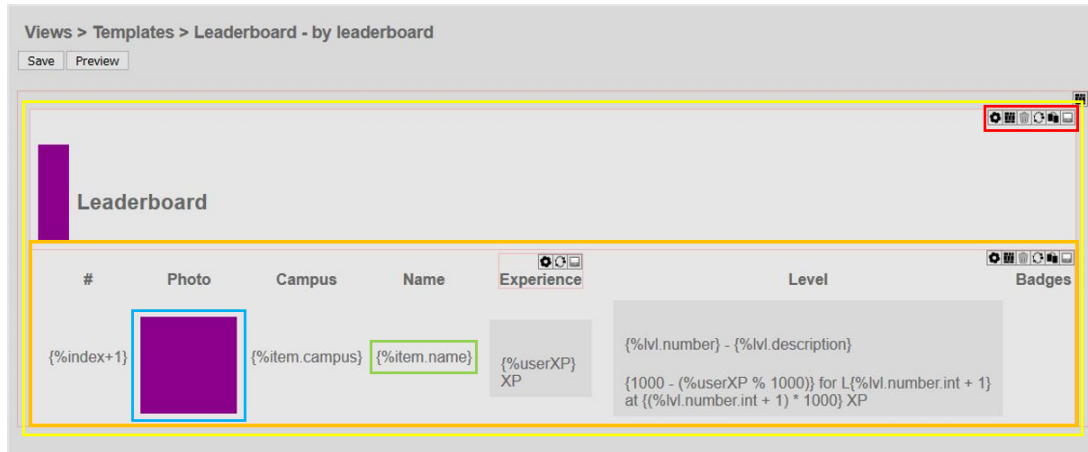 Views > Templates > Leaderboard - by leaderboard
Save Preview
Leaderboard
# Photo Campus Name Experience Level Badges
{%index+1} {%item.campus} {%item.name} {%userXP}
XP
{%lvl.number} - {%lvl.description}
{1000 - (%userXP % 1000)} for L{%lvl.number.int + 1}
at {(%lvl.number.int + 1) * 1000} XP